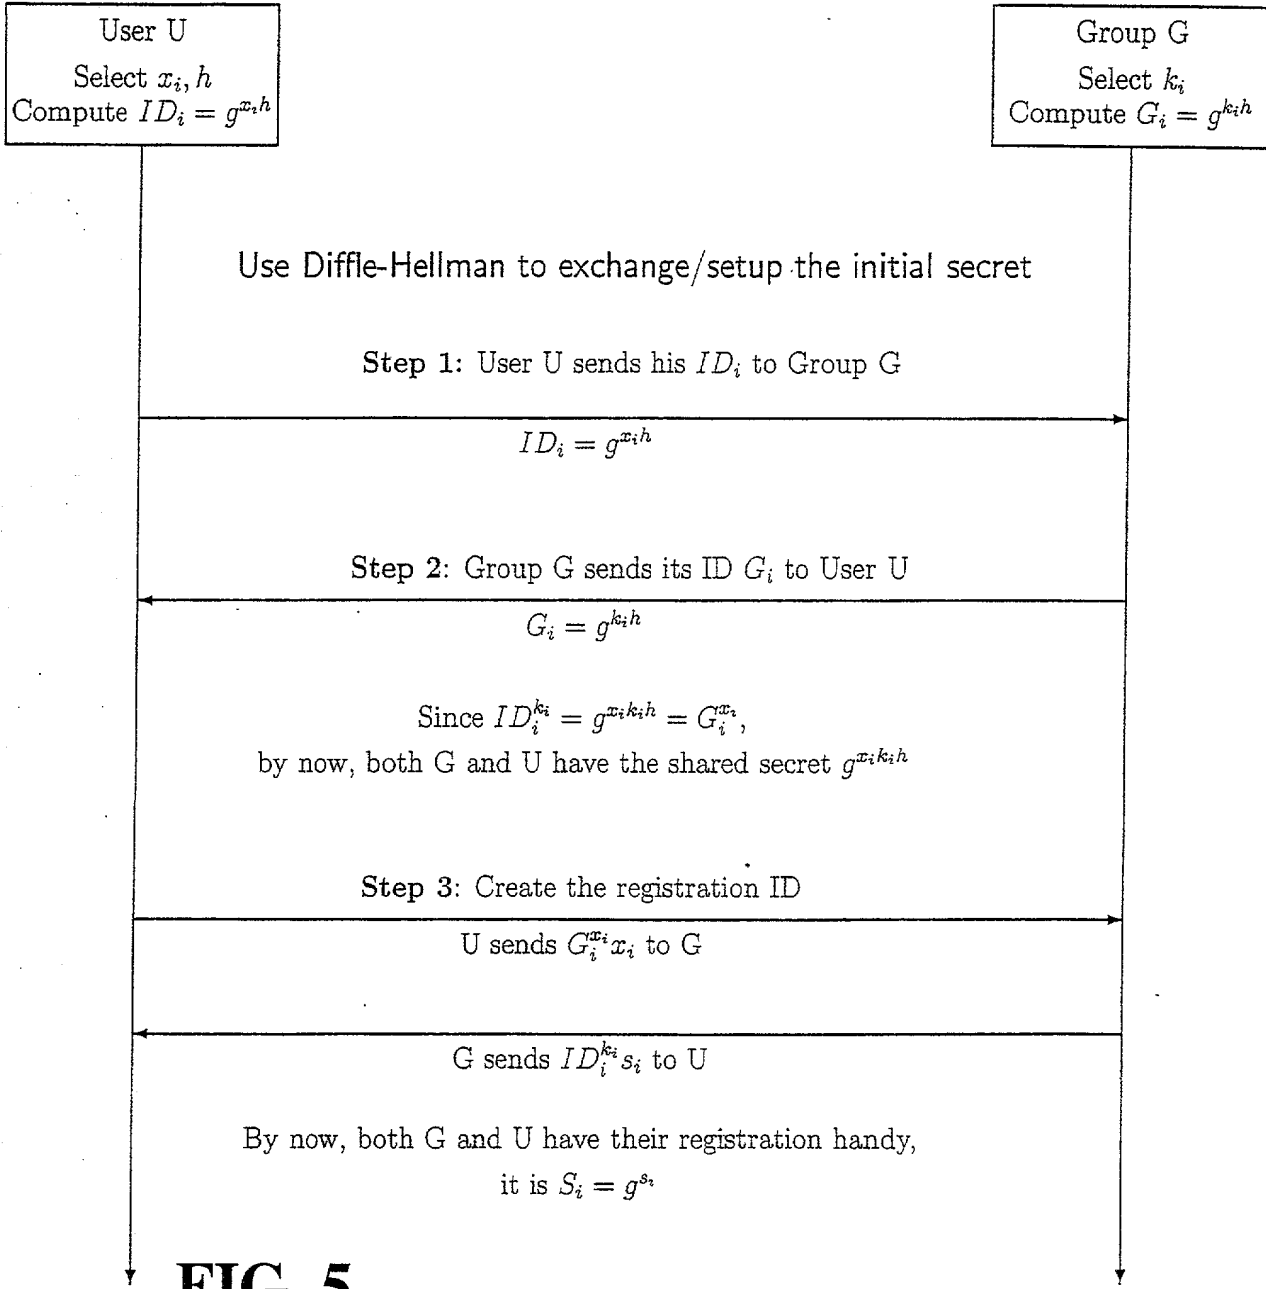 User U
Select $x_i, h$
Compute $ID_i = g^{x_i h}$
Group G
Select $k_i$
Compute $G_i = g^{k_i h}$
Use Diffle-Hellman to exchange/setup the initial secret
Step 1: User U sends his $ID_i$ to Group G
$ID_i = g^{x_i h}$
Step 2: Group G sends its ID $G_i$ to User U
$G_i = g^{k_i h}$
Since $ID_i^{k_i} = g^{x_i k_i h} = G_i^{x_i}$,
by now, both G and U have the shared secret $g^{x_i k_i h}$
Step 3: Create the registration ID
U sends $G_i^{x_i} x_i$ to G
G sends $ID_i^{k_i} s_i$ to U
By now, both G and U have their registration handy,
it is $S_i = g^{s_i}$
FIG. 5